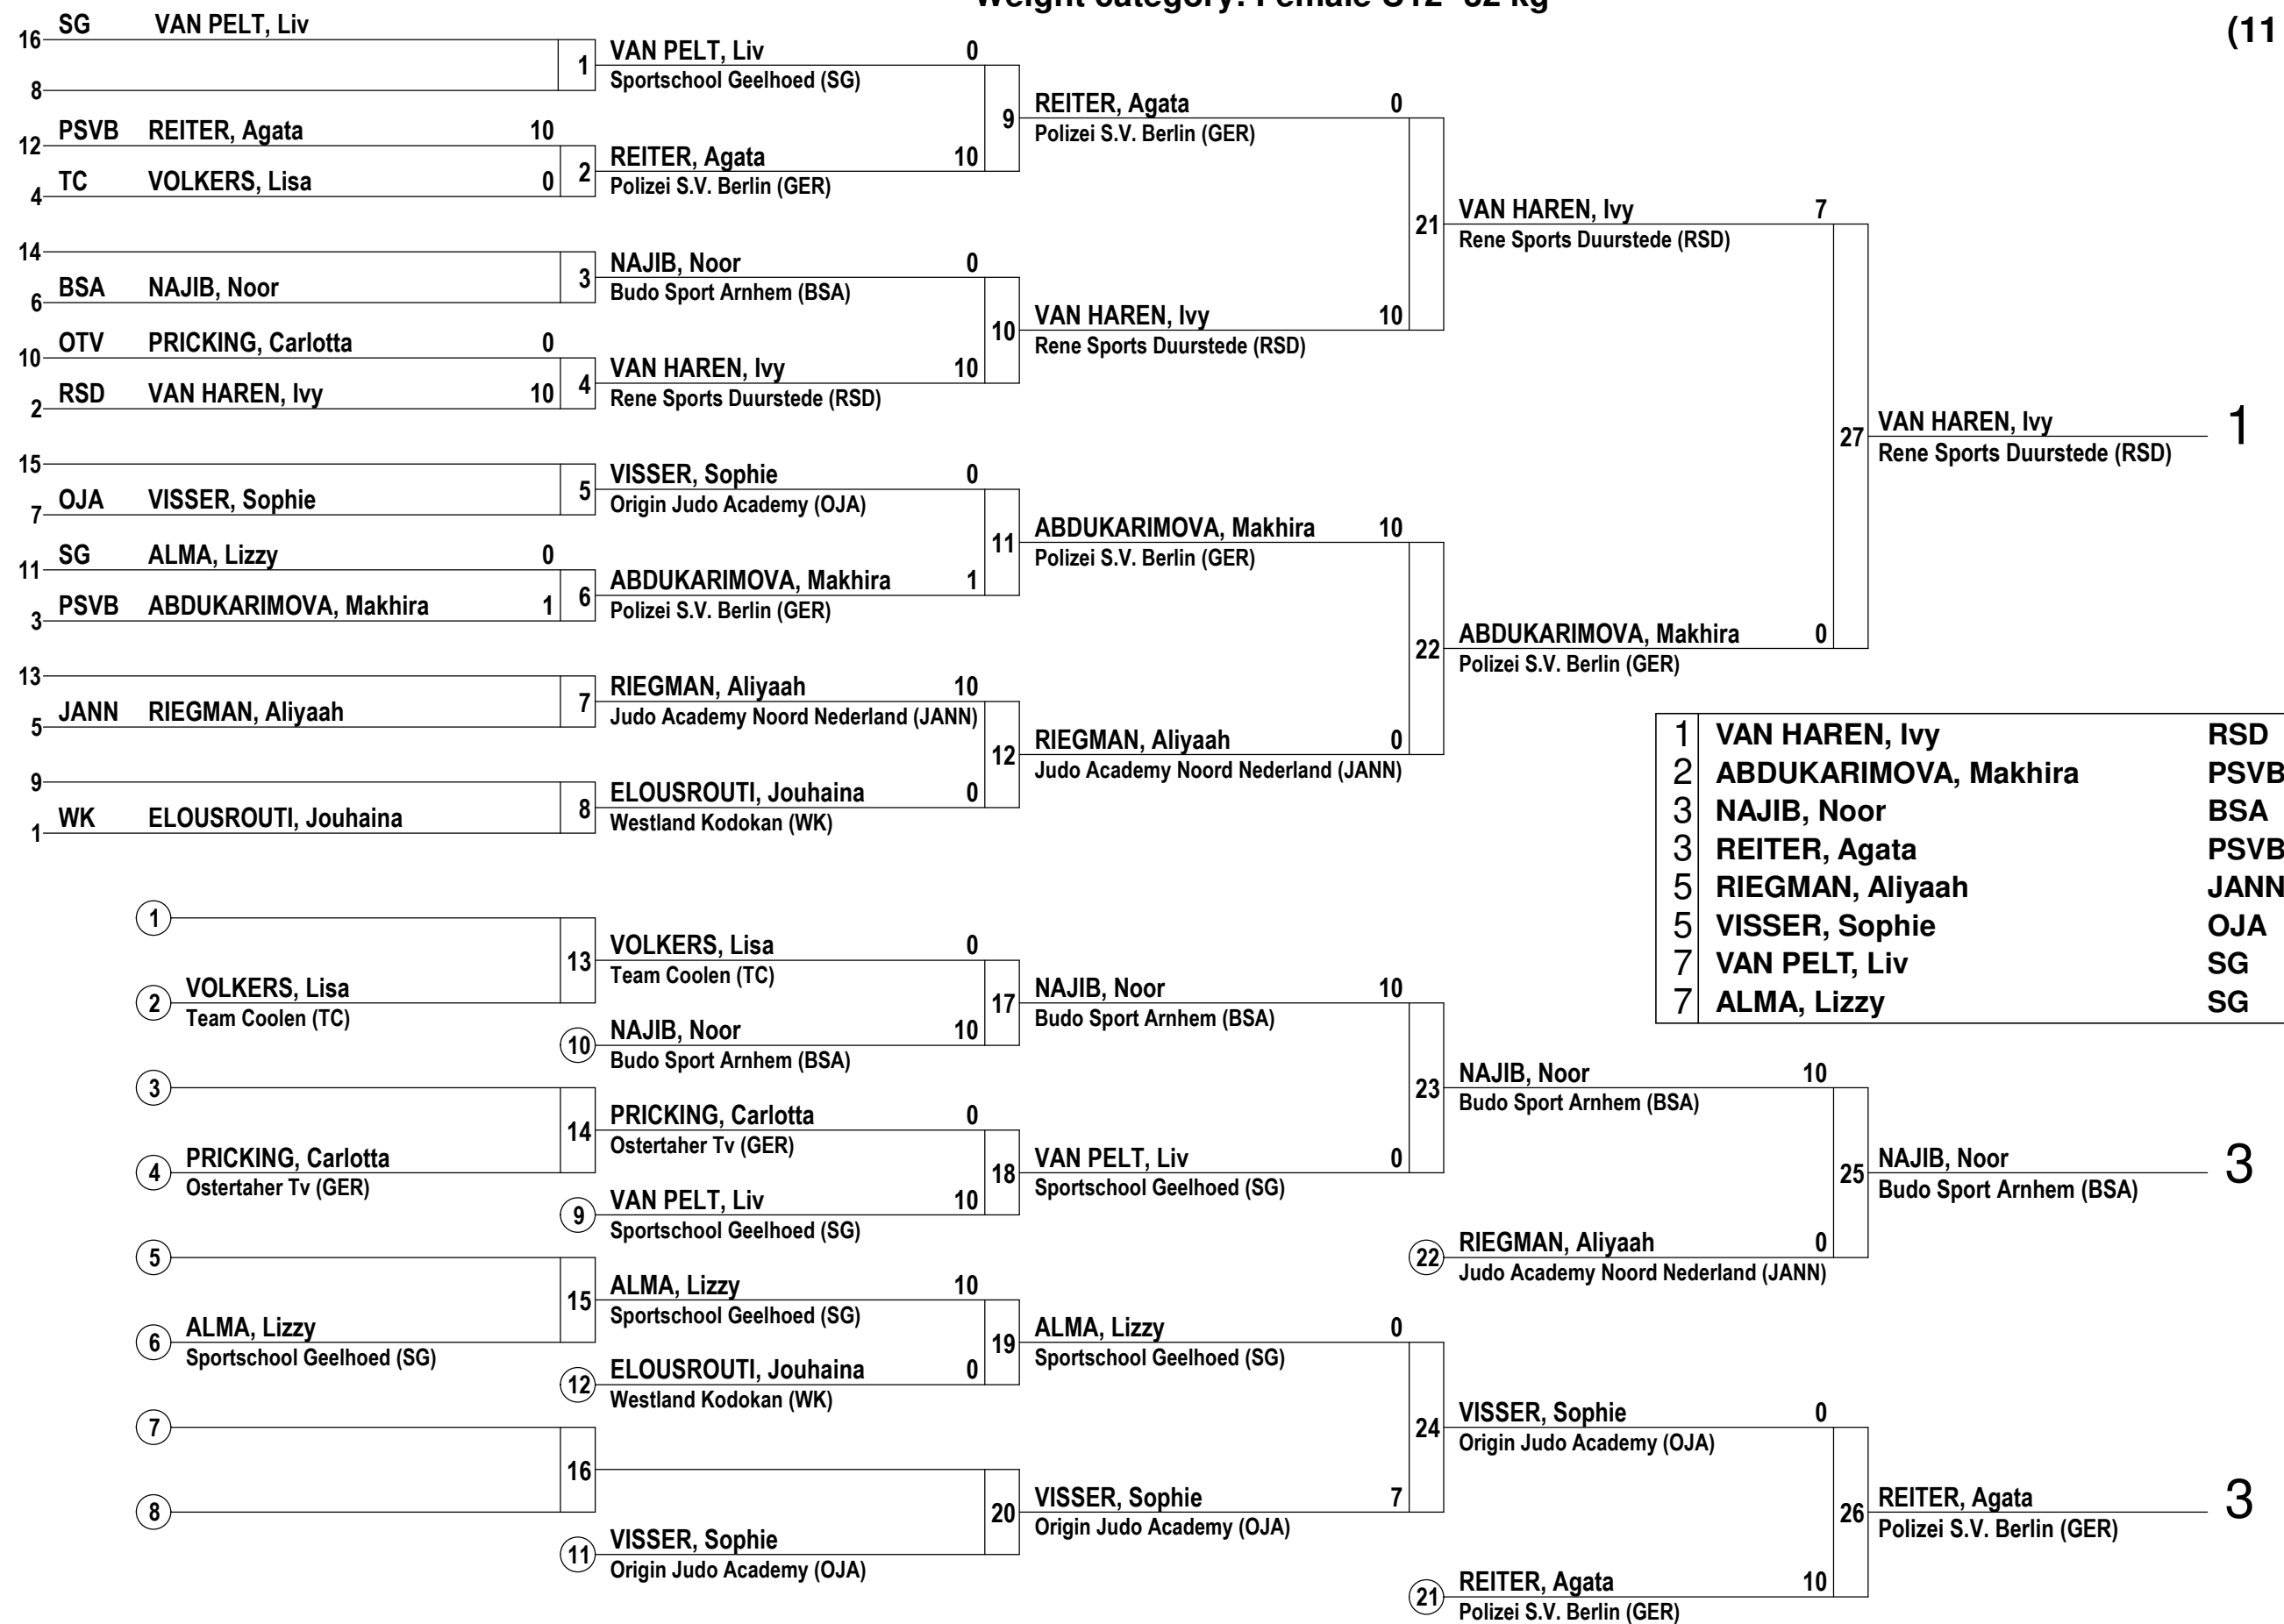 Weight category: Female U12 -32 kg
(11
16 SG VAN PELT, Liv
8
1
12 PSVB REITER, Agata 10
4 TC VOLKERS, Lisa 0
2
14
6 BSA NAJIB, Noor
3
10 OTV PRICKING, Carlotta 0
2 RSD VAN HAREN, Ivy 10
4
15
7 OJA VISSER, Sophie
5
11 SG ALMA, Lizzy 0
3 PSVB ABDUKARIMOVA, Makhira 1
6
13
5 JANN RIEGMAN, Aliyaah
7
9
1 WK ELOUSROUTI, Jouhaina
8
VAN PELT, Liv 0
Sportschool Geelhoed (SG)
REITER, Agata 10
Polizei S.V. Berlin (GER)
9
NAJIB, Noor 0
Budo Sport Arnhem (BSA)
VAN HAREN, Ivy 10
Rene Sports Duurstede (RSD)
10
VISSER, Sophie 0
Origin Judo Academy (OJA)
ABDUKARIMOVA, Makhira 1
Polizei S.V. Berlin (GER)
11
RIEGMAN, Aliyaah 10
Judo Academy Noord Nederland (JANN)
ELOUSROUTI, Jouhaina 0
Westland Kodokan (WK)
12
REITER, Agata 0
Polizei S.V. Berlin (GER)
VAN HAREN, Ivy 10
Rene Sports Duurstede (RSD)
21
ABDUKARIMOVA, Makhira 10
Polizei S.V. Berlin (GER)
RIEGMAN, Aliyaah 0
Judo Academy Noord Nederland (JANN)
22
VAN HAREN, Ivy 7
Rene Sports Duurstede (RSD)
ABDUKARIMOVA, Makhira 0
Polizei S.V. Berlin (GER)
27
VAN HAREN, Ivy 1
Rene Sports Duurstede (RSD)
1 VAN HAREN, Ivy RSD
2 ABDUKARIMOVA, Makhira PSVB
3 NAJIB, Noor BSA
3 REITER, Agata PSVB
5 RIEGMAN, Aliyaah JANN
5 VISSER, Sophie OJA
7 VAN PELT, Liv SG
7 ALMA, Lizzy SG
1
2 VOLKERS, Lisa
Team Coolen (TC)
13
3
4 PRICKING, Carlotta
Ostertaher Tv (GER)
14
5
6 ALMA, Lizzy
Sportschool Geelhoed (SG)
15
7
8
16
VOLKERS, Lisa 0
Team Coolen (TC)
10 NAJIB, Noor 10
Budo Sport Arnhem (BSA)
17
PRICKING, Carlotta 0
Ostertaher Tv (GER)
9 VAN PELT, Liv 10
Sportschool Geelhoed (SG)
18
ALMA, Lizzy 10
Sportschool Geelhoed (SG)
12 ELOUSROUTI, Jouhaina 0
Westland Kodokan (WK)
19
11 VISSER, Sophie
Origin Judo Academy (OJA)
20
NAJIB, Noor 10
Budo Sport Arnhem (BSA)
VAN PELT, Liv 0
Sportschool Geelhoed (SG)
23
ALMA, Lizzy 0
Sportschool Geelhoed (SG)
VISSER, Sophie 7
Origin Judo Academy (OJA)
24
NAJIB, Noor 10
Budo Sport Arnhem (BSA)
22 RIEGMAN, Aliyaah 0
Judo Academy Noord Nederland (JANN)
25
VISSER, Sophie 0
Origin Judo Academy (OJA)
21 REITER, Agata 10
Polizei S.V. Berlin (GER)
26
NAJIB, Noor 3
Budo Sport Arnhem (BSA)
REITER, Agata 3
Polizei S.V. Berlin (GER)